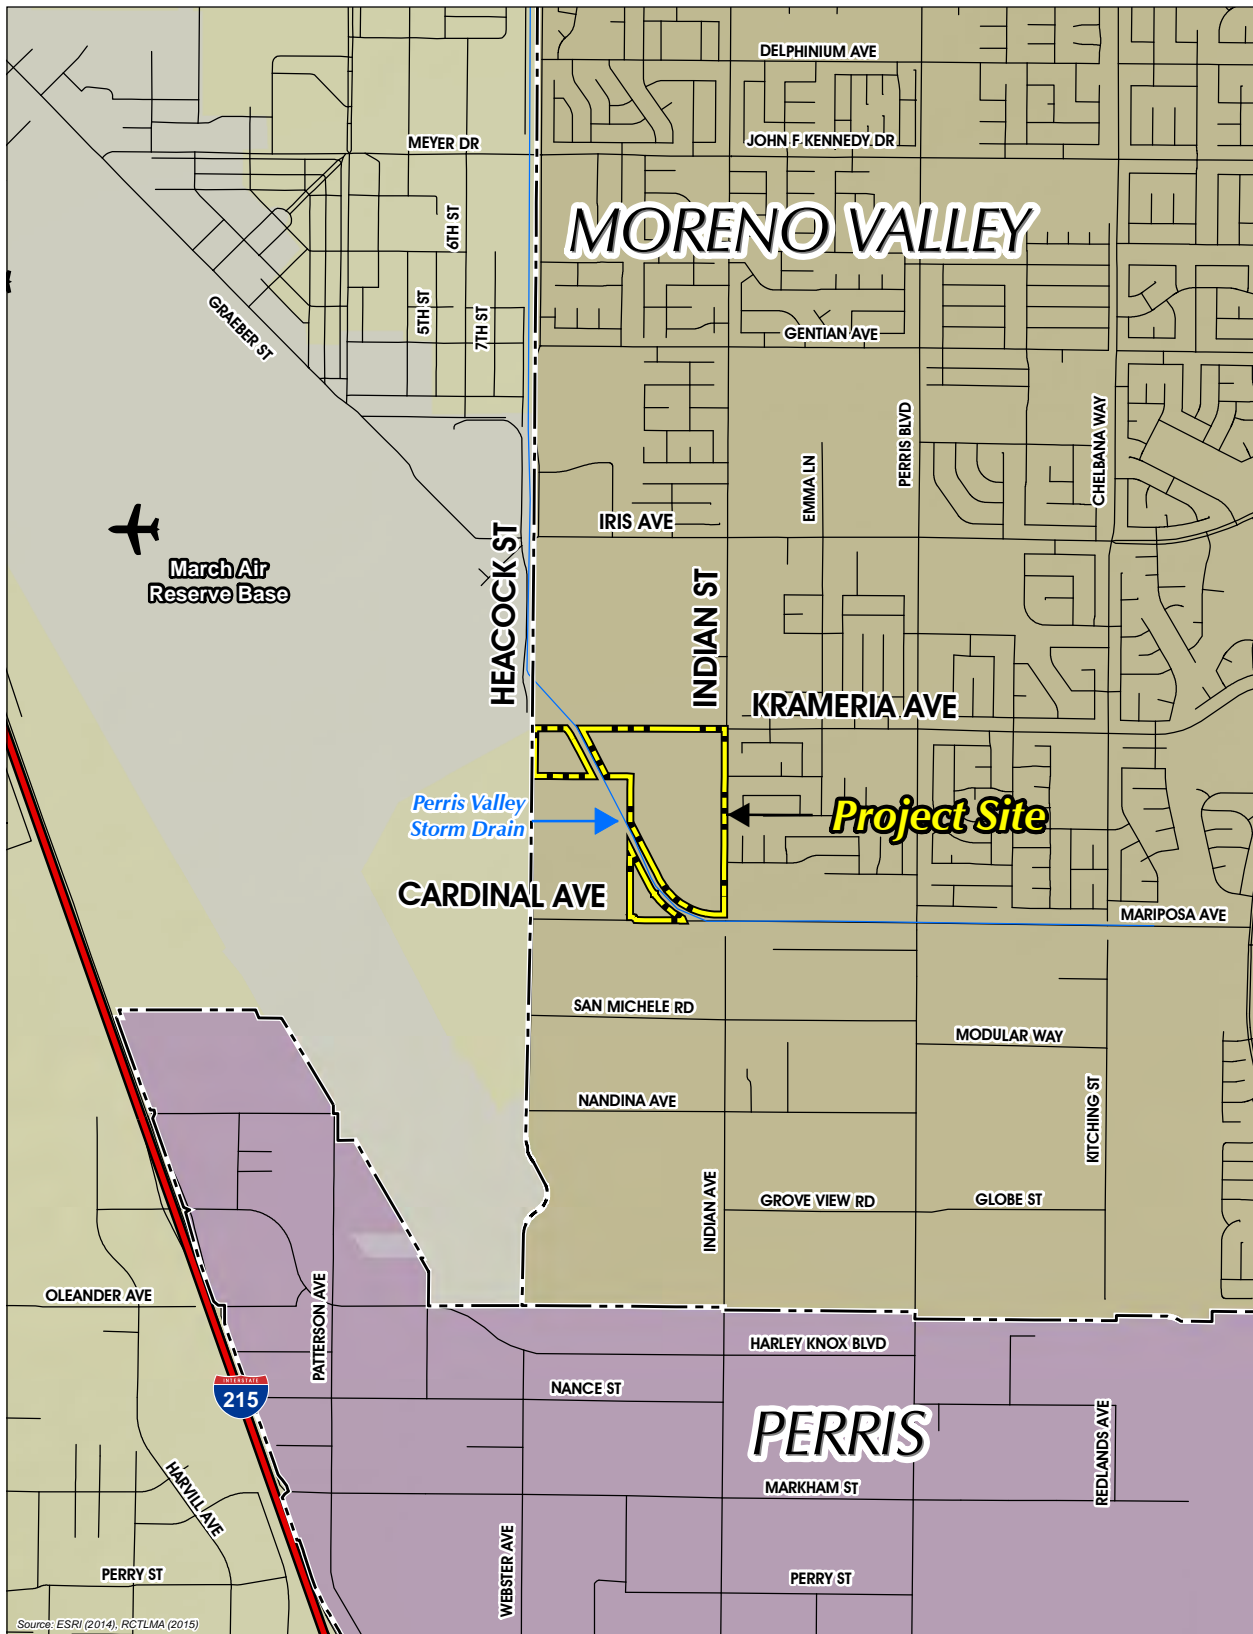 DELPHINIUM AVE
MEYER DR
JOHN F KENNEDY DR
6TH ST
MORENO VALLEY
GRAEBER ST
5TH ST
7TH ST
GENTIAN AVE
PERRIS BLVD
CHELBANA WAY
EMMA LN
IRIS AVE
HEACOCK ST
March Air
Reserve Base
INDIAN ST
KRAMERIA AVE
Perris Valley
Storm Drain
Project Site
CARDINAL AVE
MARIPOSA AVE
SAN MICHELE RD
MODULAR WAY
NANDINA AVE
KITCHING ST
INDIAN AVE
GROVE VIEW RD
GLOBE ST
OLEANDER AVE
PATTERSON AVE
HARLEY KNOX BLVD
INTERSTATE
215
NANCE ST
PERRIS
REDLANDS AVE
HARVILL AVE
MARKHAM ST
WEBSTER AVE
PERRY ST
PERRY ST
Source: ESRI (2014), RCTLMA (2015)